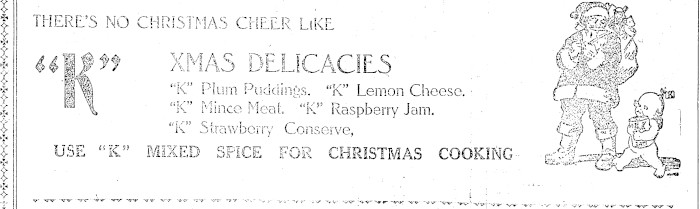 THERE'S NO CHRISTMAS CHEER LIKE
"K" XMAS DELICACIES
"K" Plum Puddings. "K" Lemon Cheese.
"K" Mince Meat. "K" Raspberry Jam.
"K" Strawberry Conserve,
USE "K" MIXED SPICE FOR CHRISTMAS COOKING